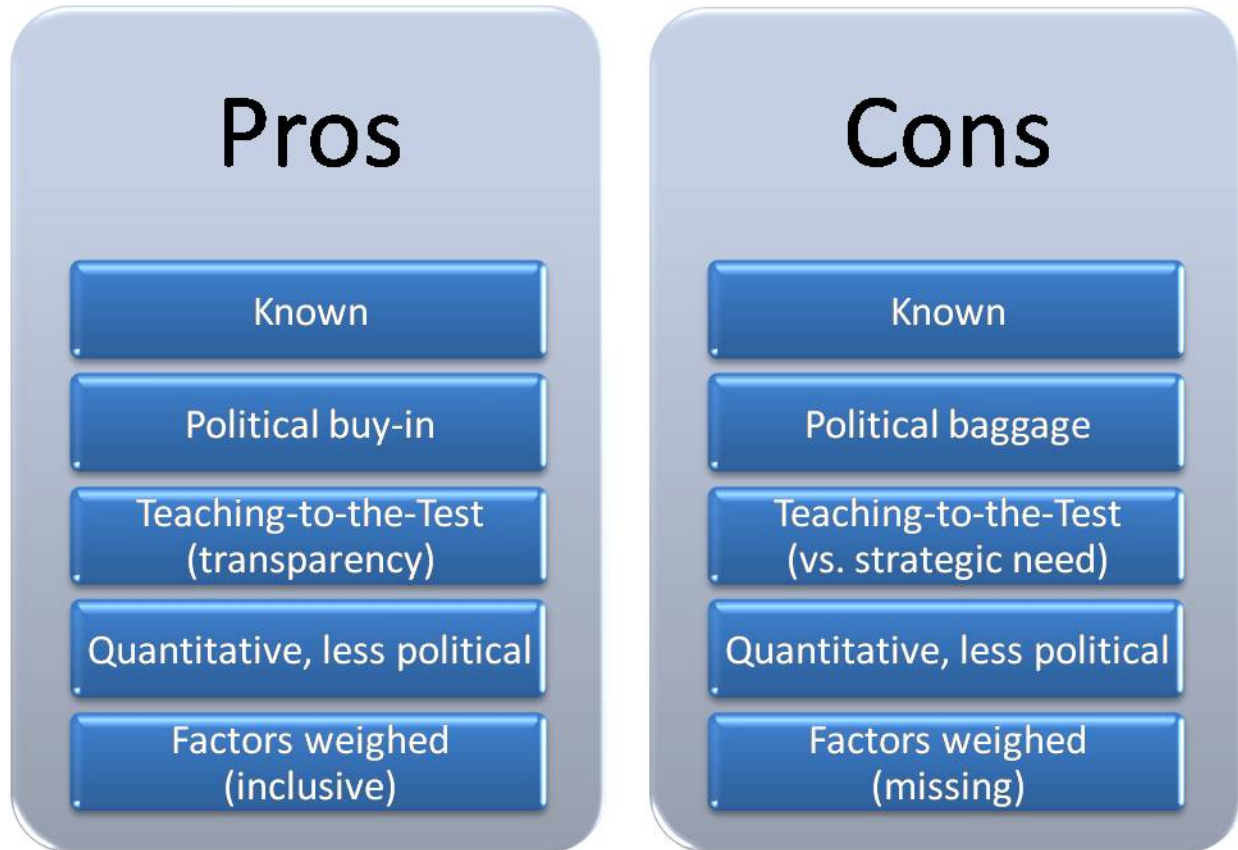 Pros
Known
Political buy-in
Teaching-to-the-Test
(transparency)
Quantitative, less political
Factors weighed
(inclusive)
Cons
Known
Political baggage
Teaching-to-the-Test
(vs. strategic need)
Quantitative, less political
Factors weighed
(missing)